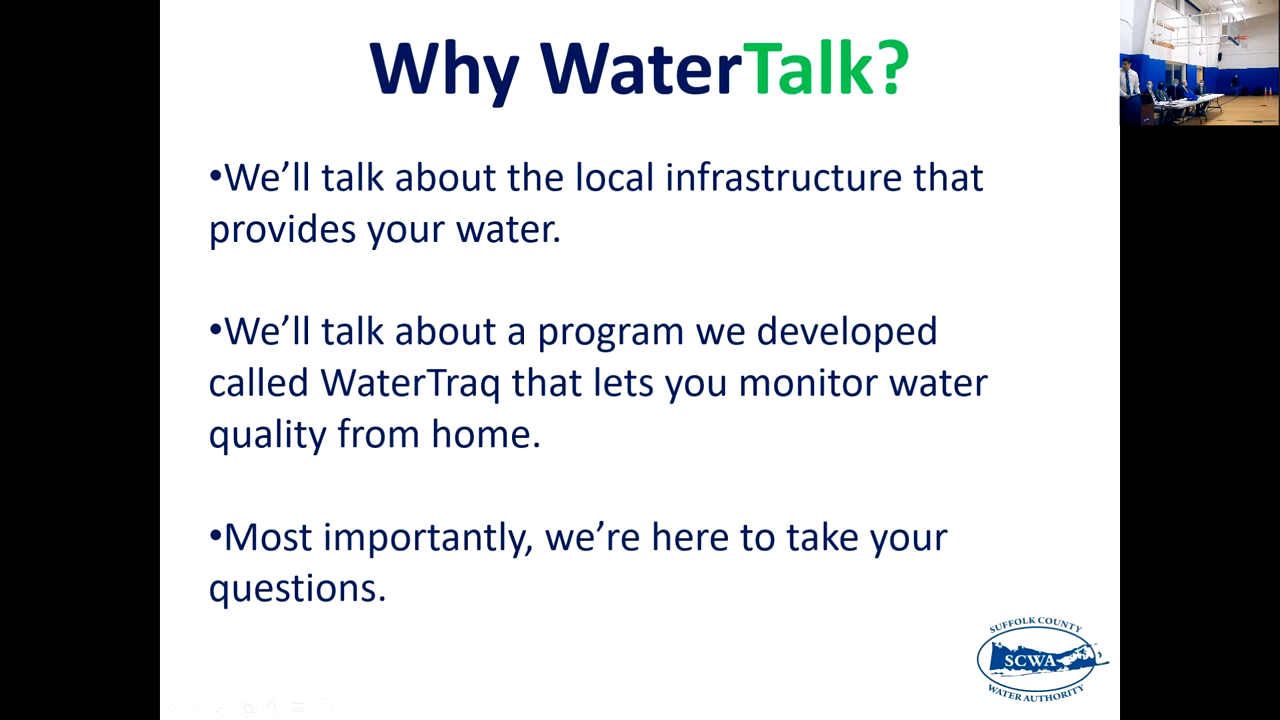 Why WaterTalk?
•We’ll talk about the local infrastructure that
provides your water.
•We’ll talk about a program we developed
called WaterTraq that lets you monitor water
quality from home.
•Most importantly, we’re here to take your
questions.
SUFFOLK COUNTY
SCWA
WATER AUTHORITY